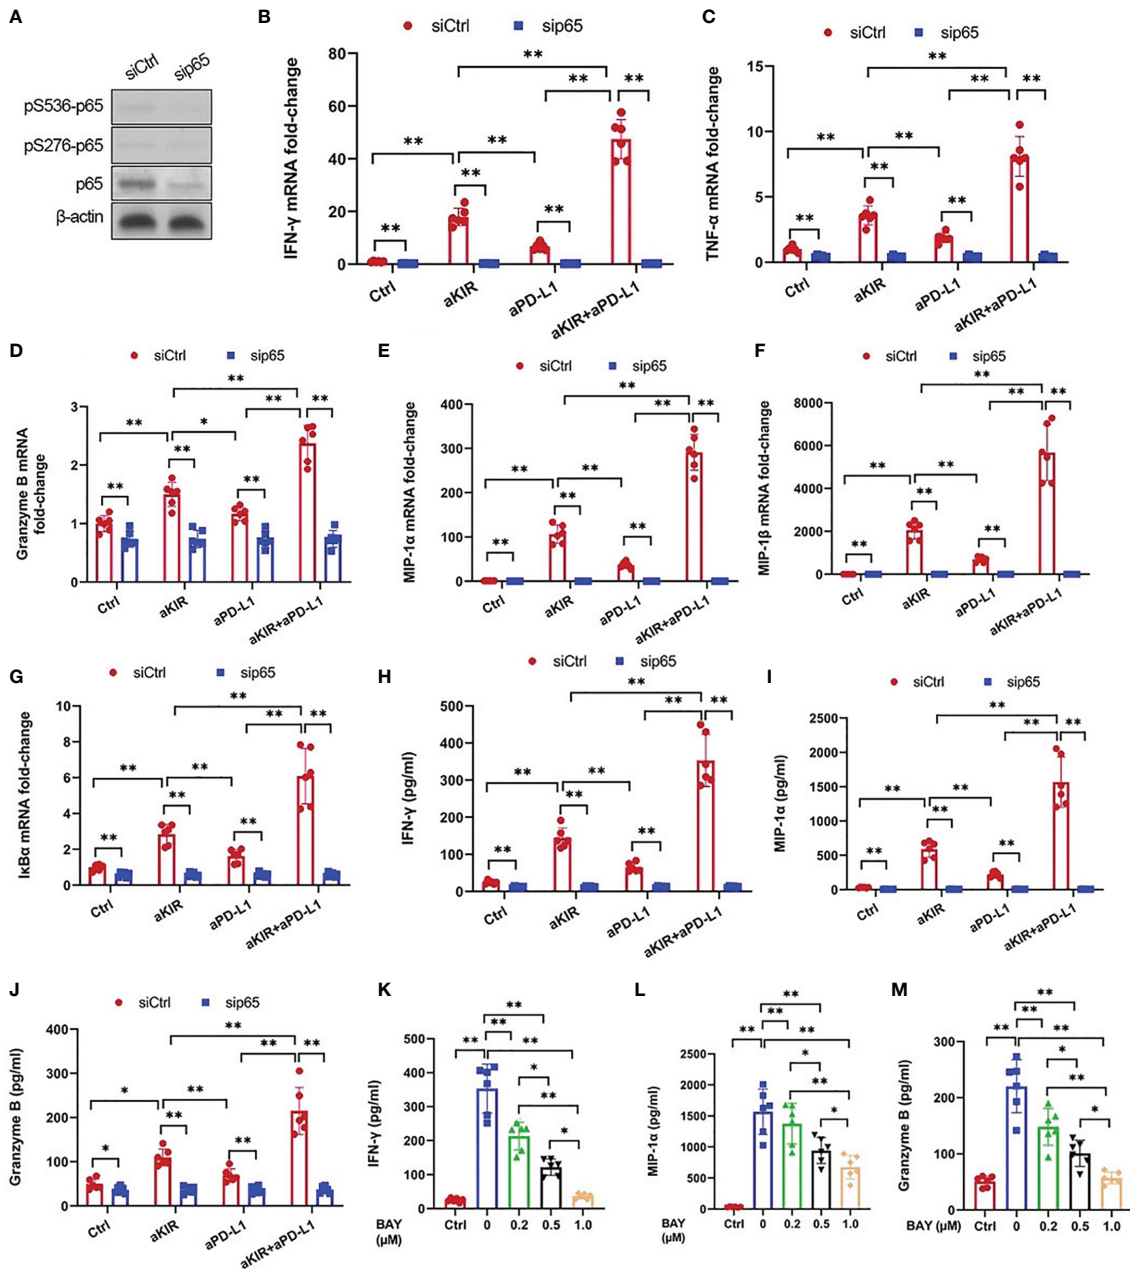 A
siCtrl
sip65
pS536-p65
pS276-p65
p65
β-actin
B
siCtrl sip65
**
** **
** **
** ** ** **
IFN-γ mRNA fold-change
80
60
40
20
0
Ctrl aKIR aPD-L1 aKIR+aPD-L1
C
siCtrl sip65
**
** **
** **
** ** **
TNF-α mRNA fold-change
15
10
5
0
Ctrl aKIR aPD-L1 aKIR+aPD-L1
D
siCtrl sip65
**
** **
** *
** ** **
Granzyme B mRNA
fold-change
3
2
1
0
Ctrl aKIR aPD-L1 aKIR+aPD-L1
E
siCtrl sip65
**
** **
** **
** ** **
MIP-1α mRNA fold-change
400
300
200
100
0
Ctrl aKIR aPD-L1 aKIR+aPD-L1
F
siCtrl sip65
**
** **
** **
** ** **
MIP-1β mRNA fold-change
8000
6000
4000
2000
0
Ctrl aKIR aPD-L1 aKIR+aPD-L1
G
siCtrl sip65
**
** **
** **
** ** **
IκBα mRNA fold-change
10
8
6
4
2
0
Ctrl aKIR aPD-L1 aKIR+aPD-L1
H
siCtrl sip65
**
** **
** **
** ** **
IFN-γ (pg/ml)
500
400
300
200
100
0
Ctrl aKIR aPD-L1 aKIR+aPD-L1
I
siCtrl sip65
**
** **
** **
** ** **
MIP-1α (pg/ml)
2500
2000
1500
1000
500
0
Ctrl aKIR aPD-L1 aKIR+aPD-L1
J
siCtrl sip65
**
** **
* **
* ** **
Granzyme B (pg/ml)
400
300
200
100
0
Ctrl aKIR aPD-L1 aKIR+aPD-L1
K
**
**
** **
*
**
*
IFN-γ (pg/ml)
500
400
300
200
100
0
BAY Ctrl 0 0.2 0.5 1.0
(μM)
L
**
**
** **
*
**
*
MIP-1α (pg/ml)
2500
2000
1500
1000
500
0
BAY Ctrl 0 0.2 0.5 1.0
(μM)
M
**
**
** **
*
**
*
Granzyme B (pg/ml)
300
200
100
0
BAY (μM) Ctrl 0 0.2 0.5 1.0